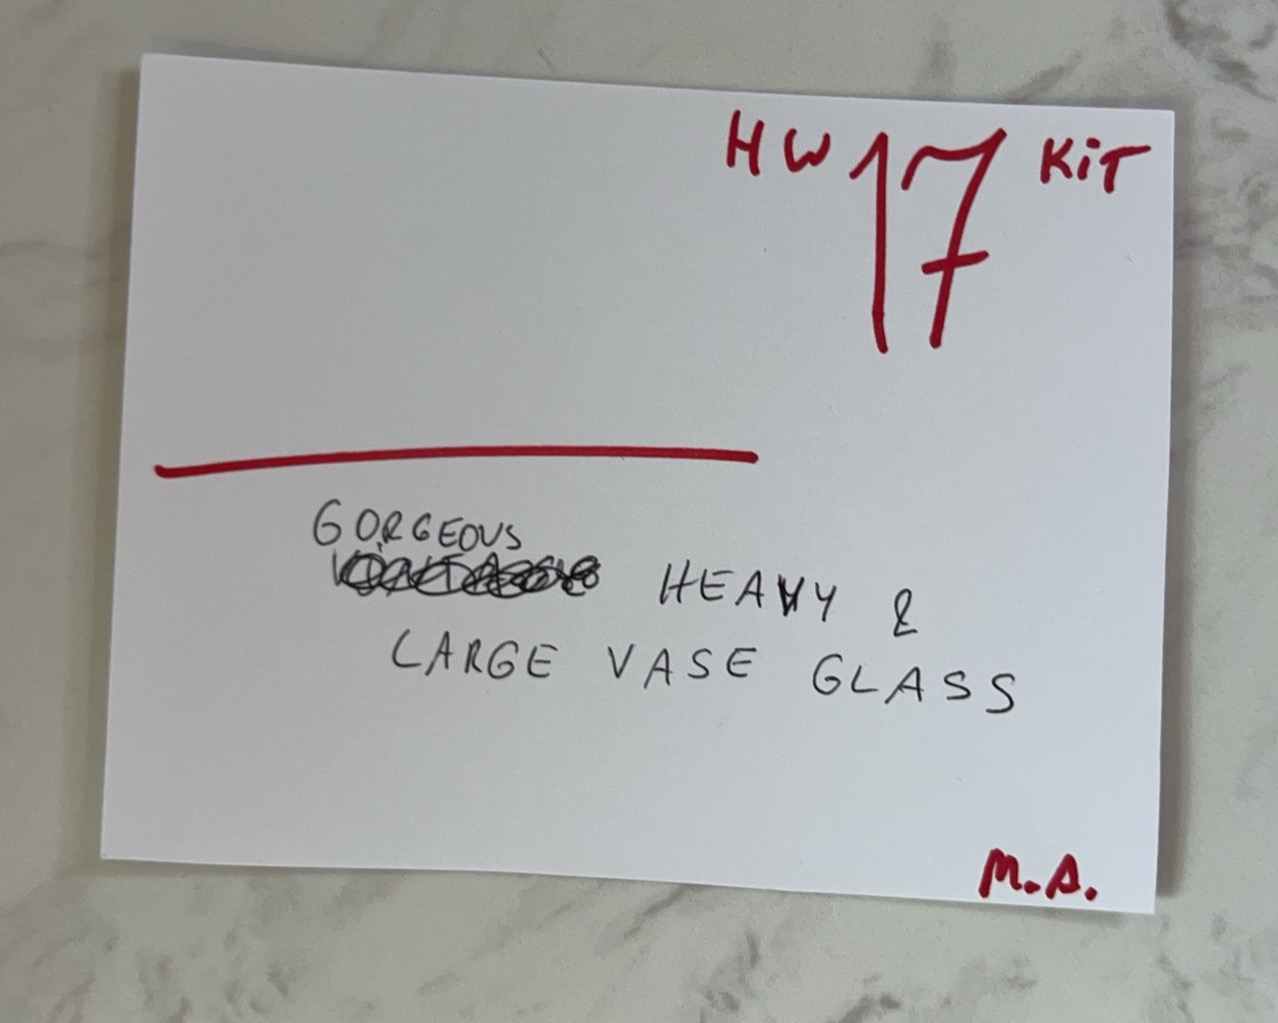 HW 17 KiT
GORGEOUS
HEAVY &
LARGE VASE GLASS
M.A.